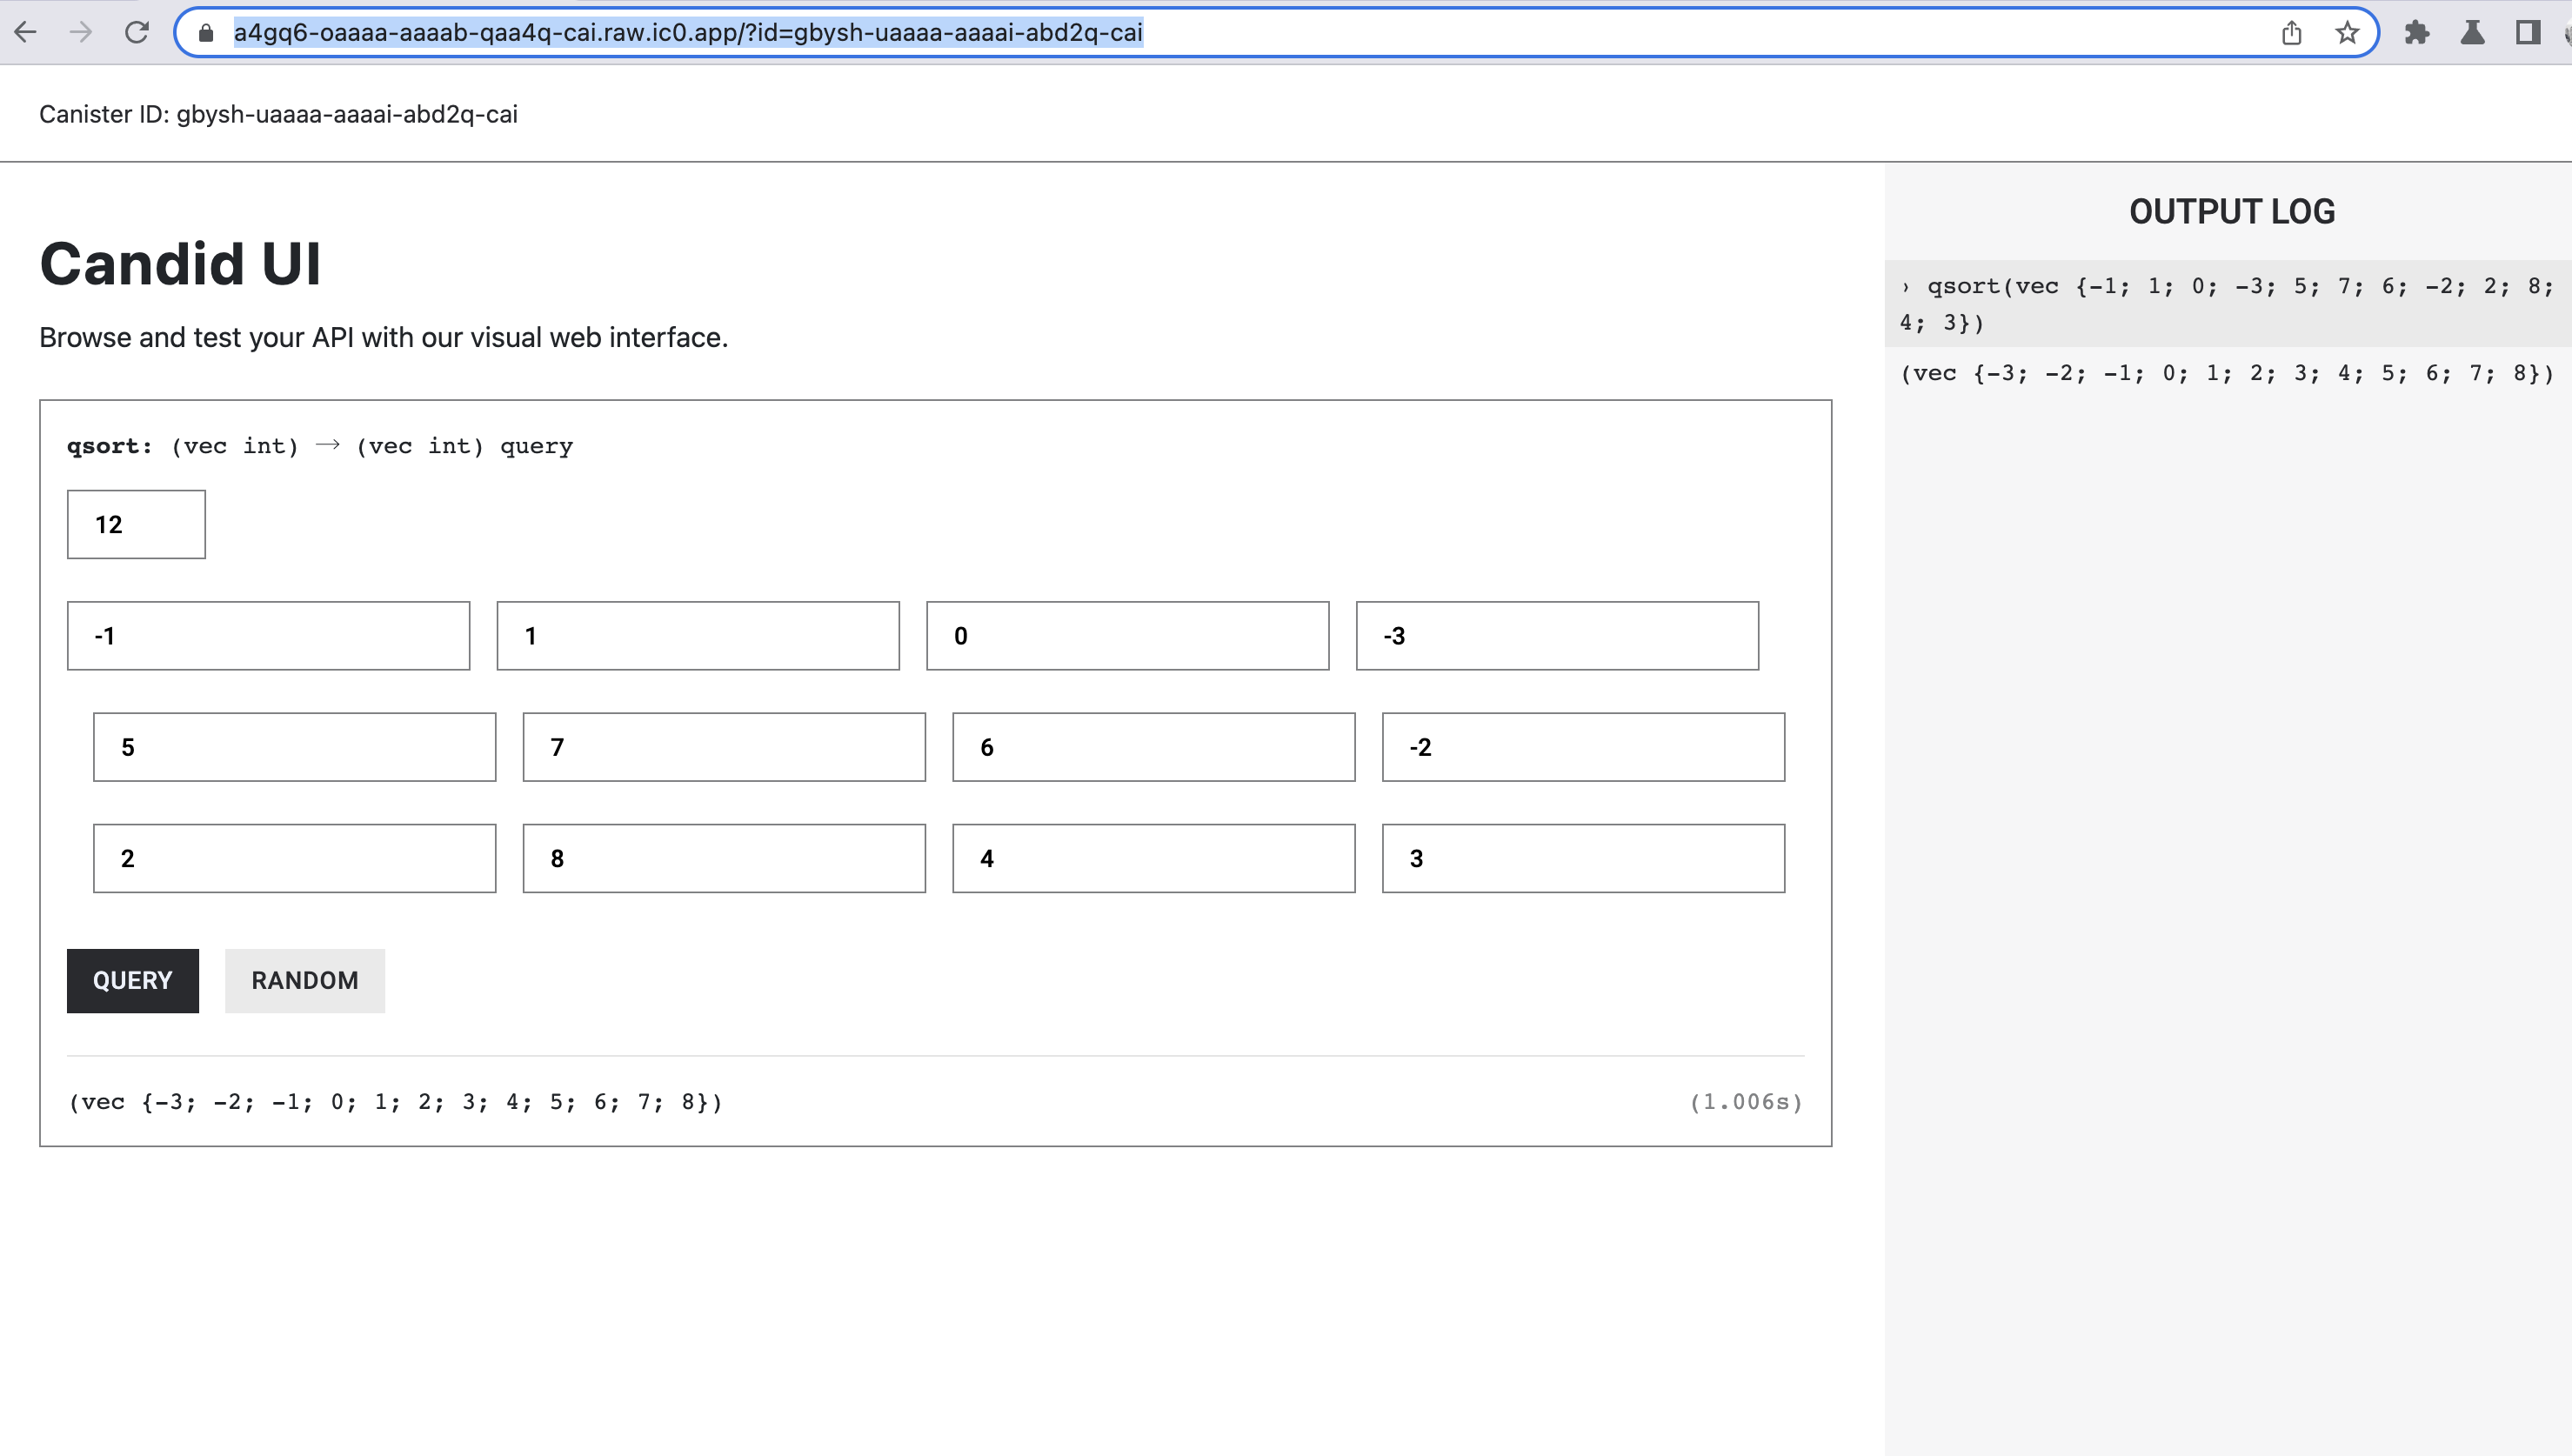 a4gq6-oaaaa-aaaab-qaa4q-cai.raw.ic0.app/?id=gbysh-uaaaa-aaaai-abd2q-cai
Canister ID: gbysh-uaaaa-aaaai-abd2q-cai
Candid UI
Browse and test your API with our visual web interface.
qsort: (vec int) → (vec int) query
12
-1 1 0 -3
5 7 6 -2
2 8 4 3
QUERY RANDOM
(vec {-3; -2; -1; 0; 1; 2; 3; 4; 5; 6; 7; 8}) (1.006s)
OUTPUT LOG
› qsort(vec {-1; 1; 0; -3; 5; 7; 6; -2; 2; 8;
4; 3})
(vec {-3; -2; -1; 0; 1; 2; 3; 4; 5; 6; 7; 8})